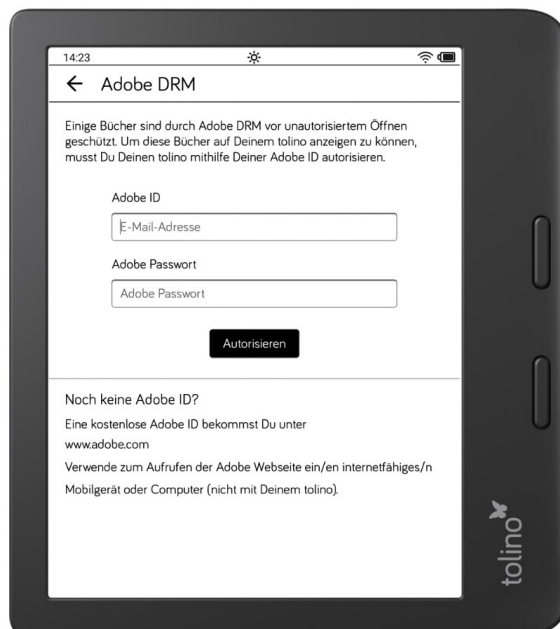 14:23
Adobe DRM
Einige Bücher sind durch Adobe DRM vor unautorisiertem Öffnen
geschützt. Um diese Bücher auf Deinem tolino anzeigen zu können,
musst Du Deinen tolino mithilfe Deiner Adobe ID autorisieren.
Adobe ID
E-Mail-Adresse
Adobe Passwort
Adobe Passwort
Autorisieren
Noch keine Adobe ID?
Eine kostenlose Adobe ID bekommst Du unter
www.adobe.com
Verwende zum Aufrufen der Adobe Webseite ein/en internetfähiges/n
Mobilgerät oder Computer (nicht mit Deinem tolino).
tolino